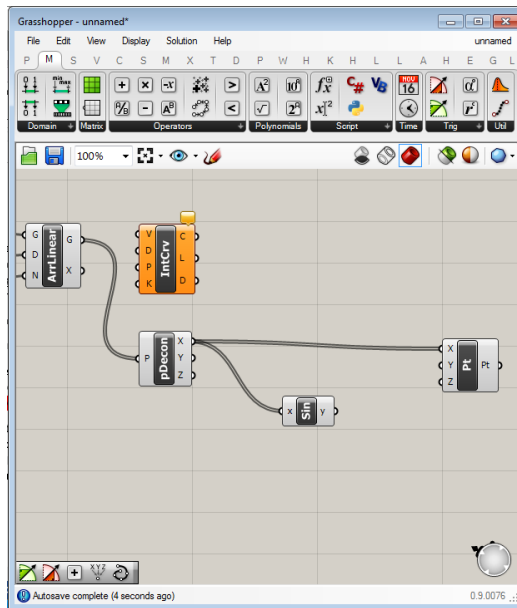 Grasshopper - unnamed*
File Edit View Display Solution Help unnamed
P M S V C S M X S T D P W H K M D L L A H E G L
Domain Matrix Operators Polynomials Script Time Trig Util
100%
G D N ArrLinear G X
V D P K IntCrv C L D
P pDecon X Y Z
x Sin y
X Y Z Pt Pt
Autosave complete (4 seconds ago) 0.9.0076